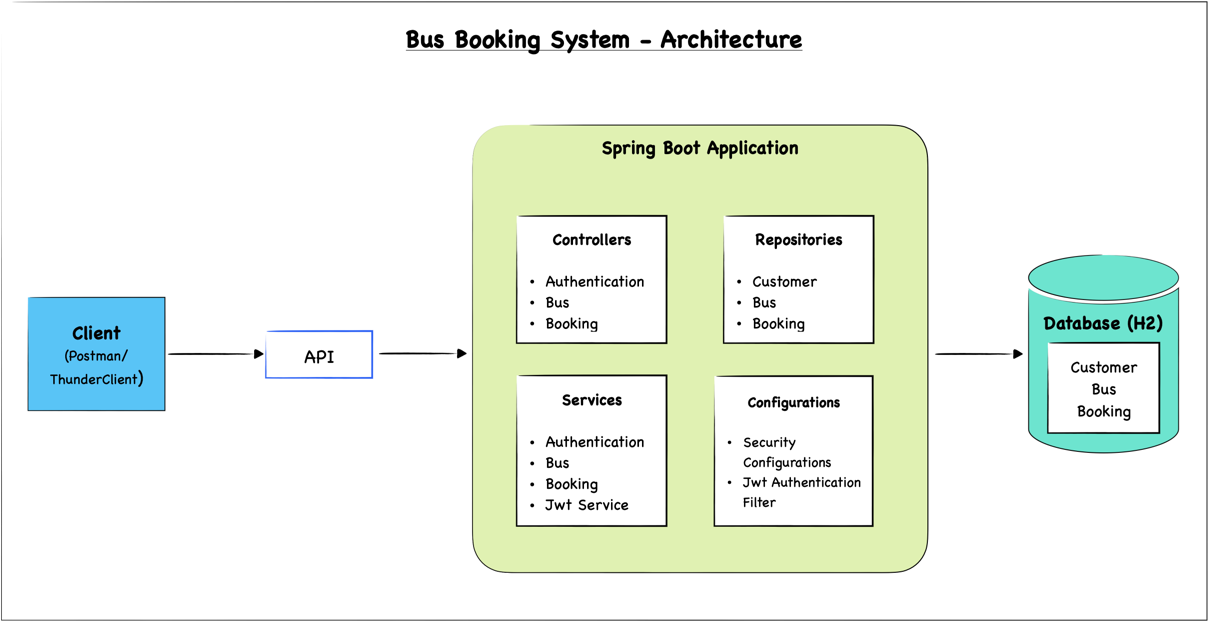 Bus Booking System - Architecture
Spring Boot Application
Controllers
• Authentication
• Bus
• Booking
Repositories
• Customer
• Bus
• Booking
Client
(Postman/
ThunderClient)
API
Database (H2)
Customer
Bus
Booking
Services
• Authentication
• Bus
• Booking
• Jwt Service
Configurations
• Security
Configurations
• Jwt Authentication
Filter